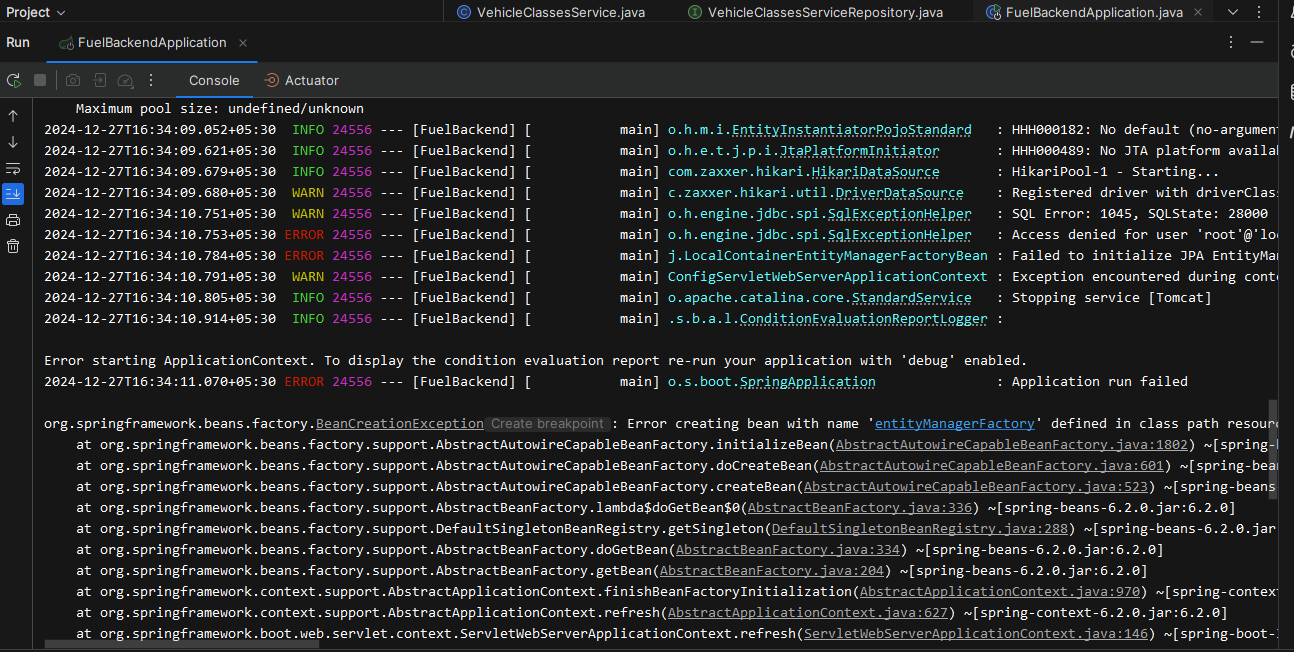 Project VehicleClassesService.java VehicleClassesServiceRepository.java FuelBackendApplication.java
Run FuelBackendApplication
Console Actuator
Maximum pool size: undefined/unknown
2024-12-27T16:34:09.052+05:30 INFO 24556 --- [FuelBackend] [ main] o.h.m.i.EntityInstantiatorPojoStandard : HHH000182: No default (no-argument
2024-12-27T16:34:09.621+05:30 INFO 24556 --- [FuelBackend] [ main] o.h.e.t.j.p.i.JtaPlatformInitiator : HHH000489: No JTA platform availa
2024-12-27T16:34:09.679+05:30 INFO 24556 --- [FuelBackend] [ main] com.zaxxer.hikari.HikariDataSource : HikariPool-1 - Starting...
2024-12-27T16:34:09.680+05:30 WARN 24556 --- [FuelBackend] [ main] c.zaxxer.hikari.util.DriverDataSource : Registered driver with driverClas
2024-12-27T16:34:10.751+05:30 WARN 24556 --- [FuelBackend] [ main] o.h.engine.jdbc.spi.SqlExceptionHelper : SQL Error: 1045, SQLState: 28000
2024-12-27T16:34:10.753+05:30 ERROR 24556 --- [FuelBackend] [ main] o.h.engine.jdbc.spi.SqlExceptionHelper : Access denied for user 'root'@'lo
2024-12-27T16:34:10.784+05:30 ERROR 24556 --- [FuelBackend] [ main] j.LocalContainerEntityManagerFactoryBean : Failed to initialize JPA EntityMa
2024-12-27T16:34:10.791+05:30 WARN 24556 --- [FuelBackend] [ main] ConfigServletWebServerApplicationContext : Exception encountered during cont
2024-12-27T16:34:10.805+05:30 INFO 24556 --- [FuelBackend] [ main] o.apache.catalina.core.StandardService : Stopping service [Tomcat]
2024-12-27T16:34:10.914+05:30 INFO 24556 --- [FuelBackend] [ main] .s.b.a.l.ConditionEvaluationReportLogger :
Error starting ApplicationContext. To display the condition evaluation report re-run your application with 'debug' enabled.
2024-12-27T16:34:11.070+05:30 ERROR 24556 --- [FuelBackend] [ main] o.s.boot.SpringApplication : Application run failed
org.springframework.beans.factory.BeanCreationException Create breakpoint : Error creating bean with name 'entityManagerFactory' defined in class path resourc
at org.springframework.beans.factory.support.AbstractAutowireCapableBeanFactory.initializeBean(AbstractAutowireCapableBeanFactory.java:1802) ~[spring-b
at org.springframework.beans.factory.support.AbstractAutowireCapableBeanFactory.doCreateBean(AbstractAutowireCapableBeanFactory.java:601) ~[spring-bea
at org.springframework.beans.factory.support.AbstractAutowireCapableBeanFactory.createBean(AbstractAutowireCapableBeanFactory.java:523) ~[spring-beans
at org.springframework.beans.factory.support.AbstractBeanFactory.lambda$doGetBean$0(AbstractBeanFactory.java:336) ~[spring-beans-6.2.0.jar:6.2.0]
at org.springframework.beans.factory.support.DefaultSingletonBeanRegistry.getSingleton(DefaultSingletonBeanRegistry.java:288) ~[spring-beans-6.2.0.jar
at org.springframework.beans.factory.support.AbstractBeanFactory.doGetBean(AbstractBeanFactory.java:334) ~[spring-beans-6.2.0.jar:6.2.0]
at org.springframework.beans.factory.support.AbstractBeanFactory.getBean(AbstractBeanFactory.java:204) ~[spring-beans-6.2.0.jar:6.2.0]
at org.springframework.context.support.AbstractApplicationContext.finishBeanFactoryInitialization(AbstractApplicationContext.java:970) ~[spring-context
at org.springframework.context.support.AbstractApplicationContext.refresh(AbstractApplicationContext.java:627) ~[spring-context-6.2.0.jar:6.2.0]
at org.springframework.boot.web.servlet.context.ServletWebServerApplicationContext.refresh(ServletWebServerApplicationContext.java:146) ~[spring-boot-